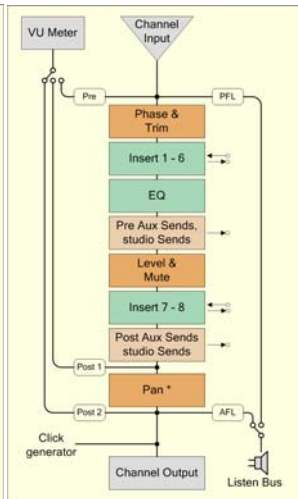 VU Meter
Channel
Input
Pre
PFL
Phase &
Trim
Insert 1 - 6
EQ
Pre Aux Sends,
studio Sends
Level &
Mute
Insert 7 - 8
Post Aux Sends
studio Sends
Post 1
Pan *
Post 2
AFL
Click
generator
Channel Output
Listen Bus